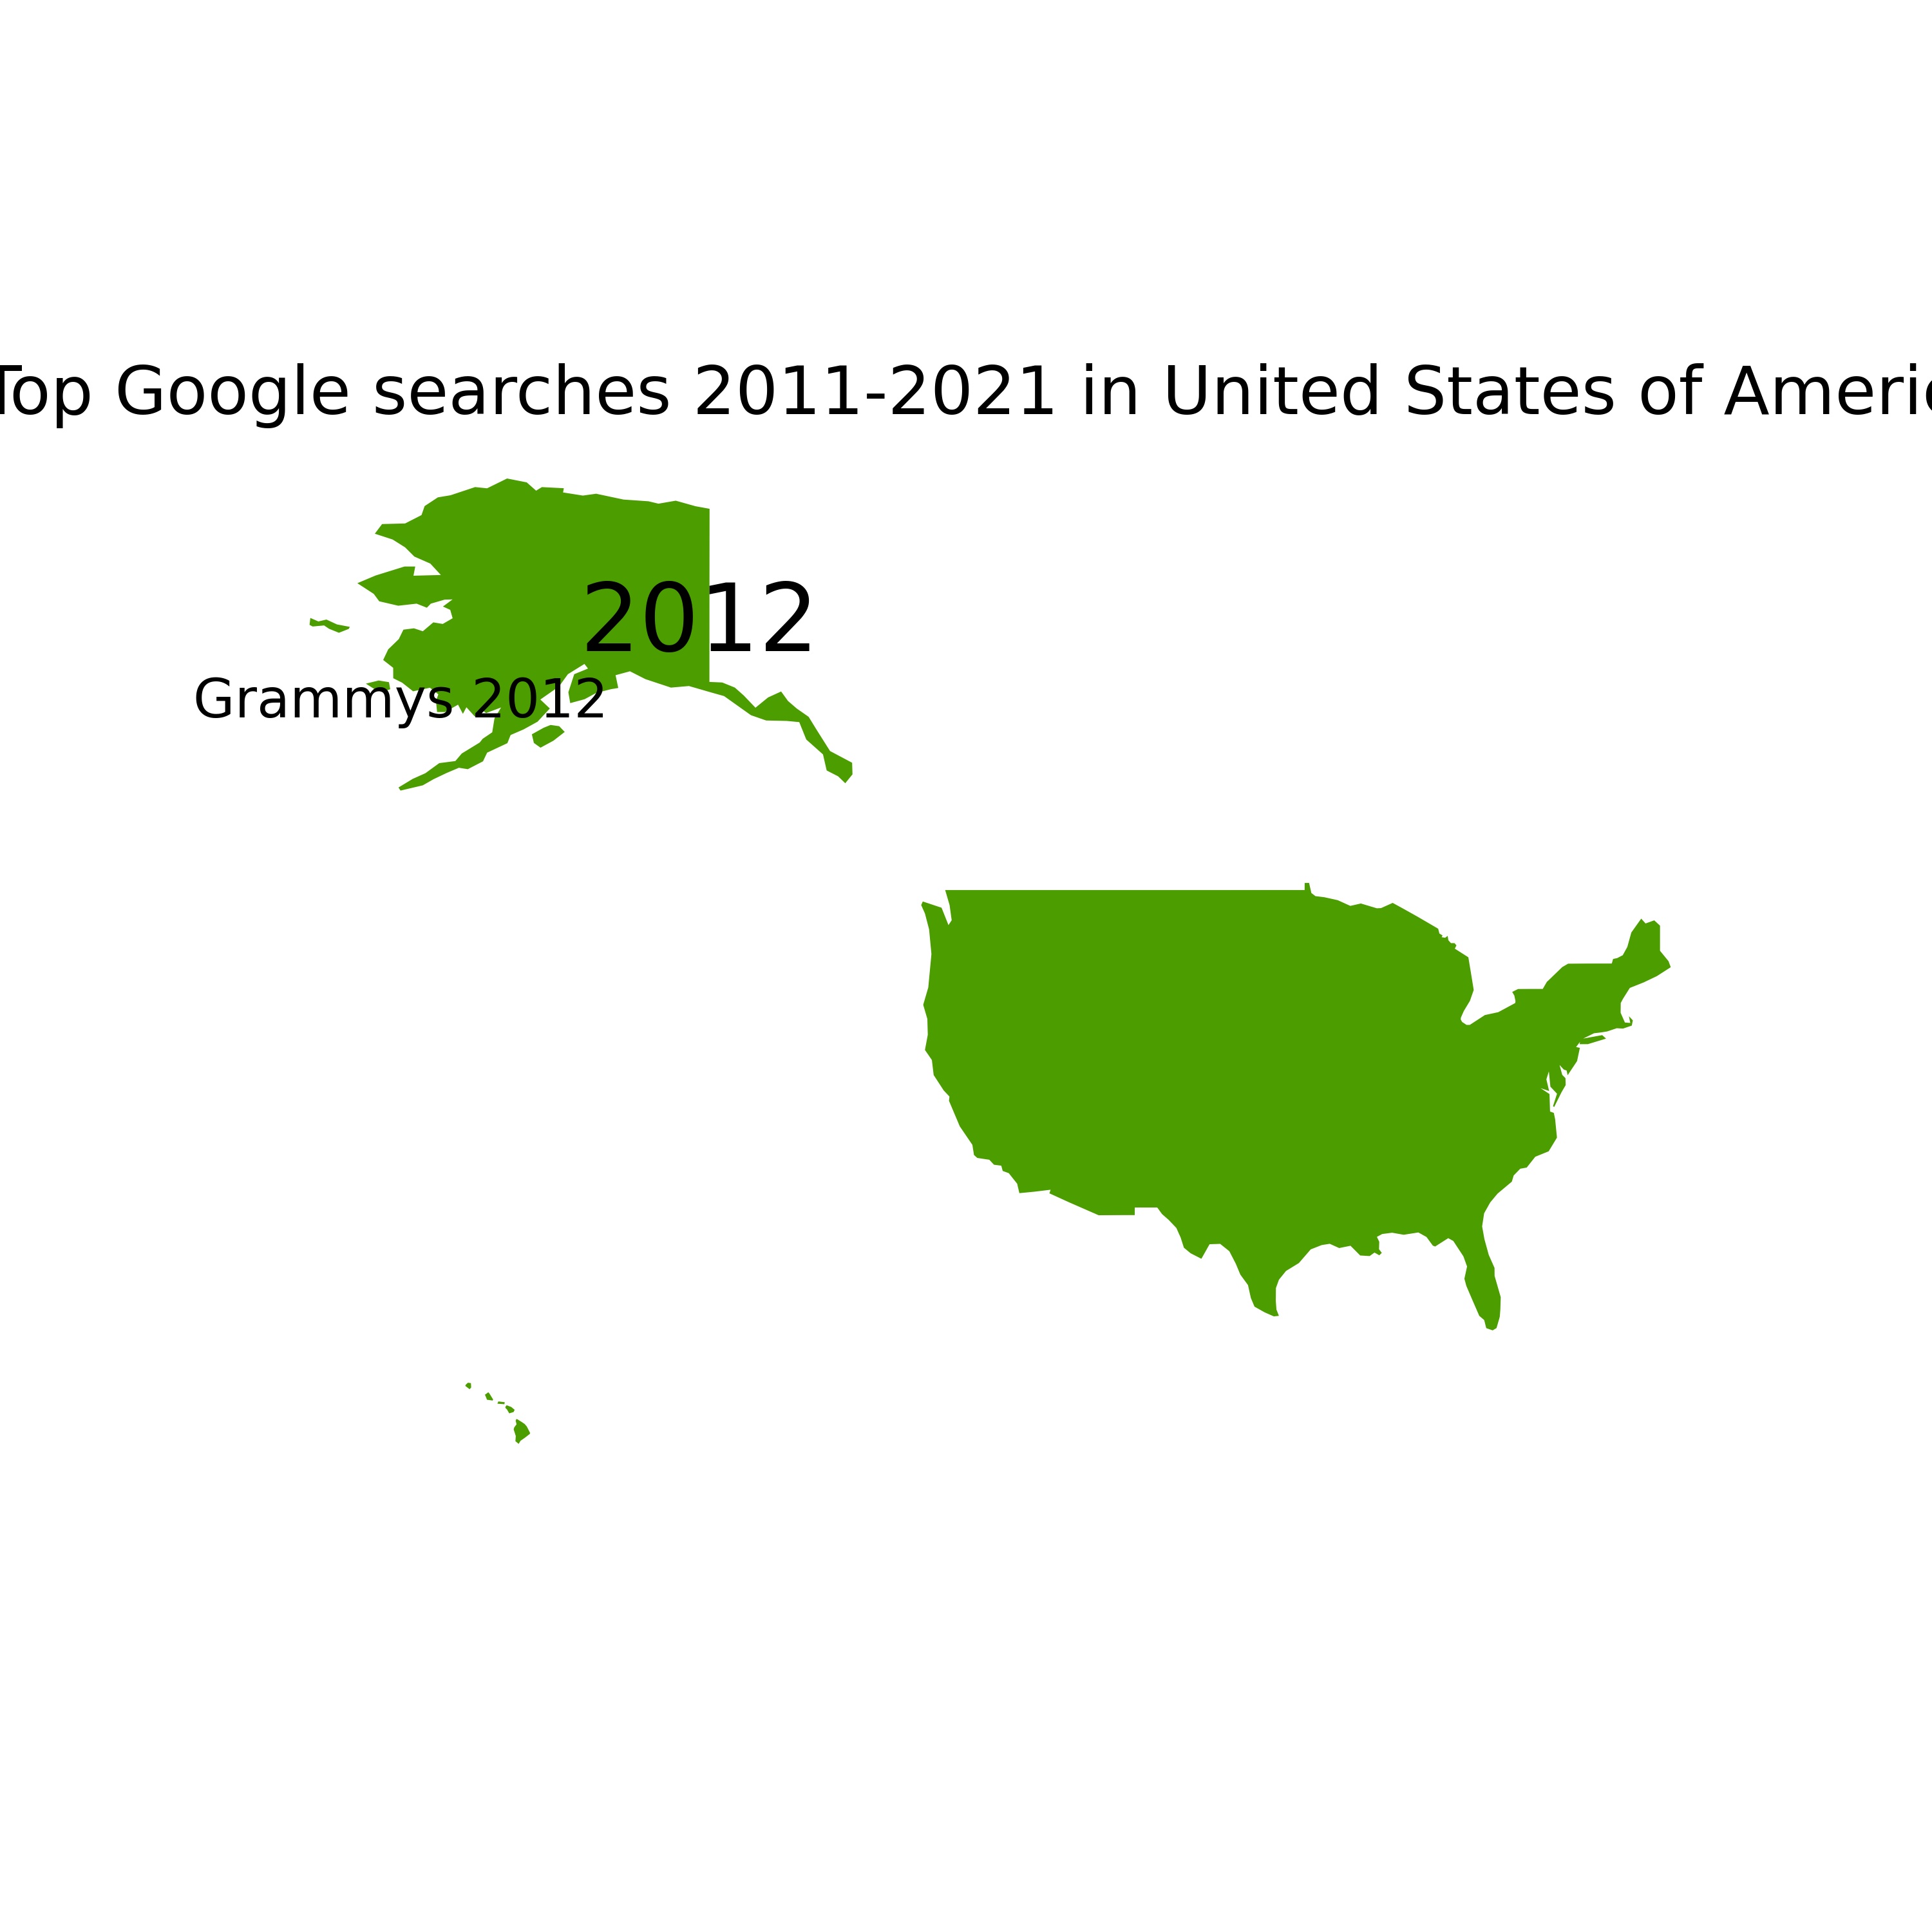 Top Google searches 2011-2021 in United States of Americ
2012
Grammys 2012